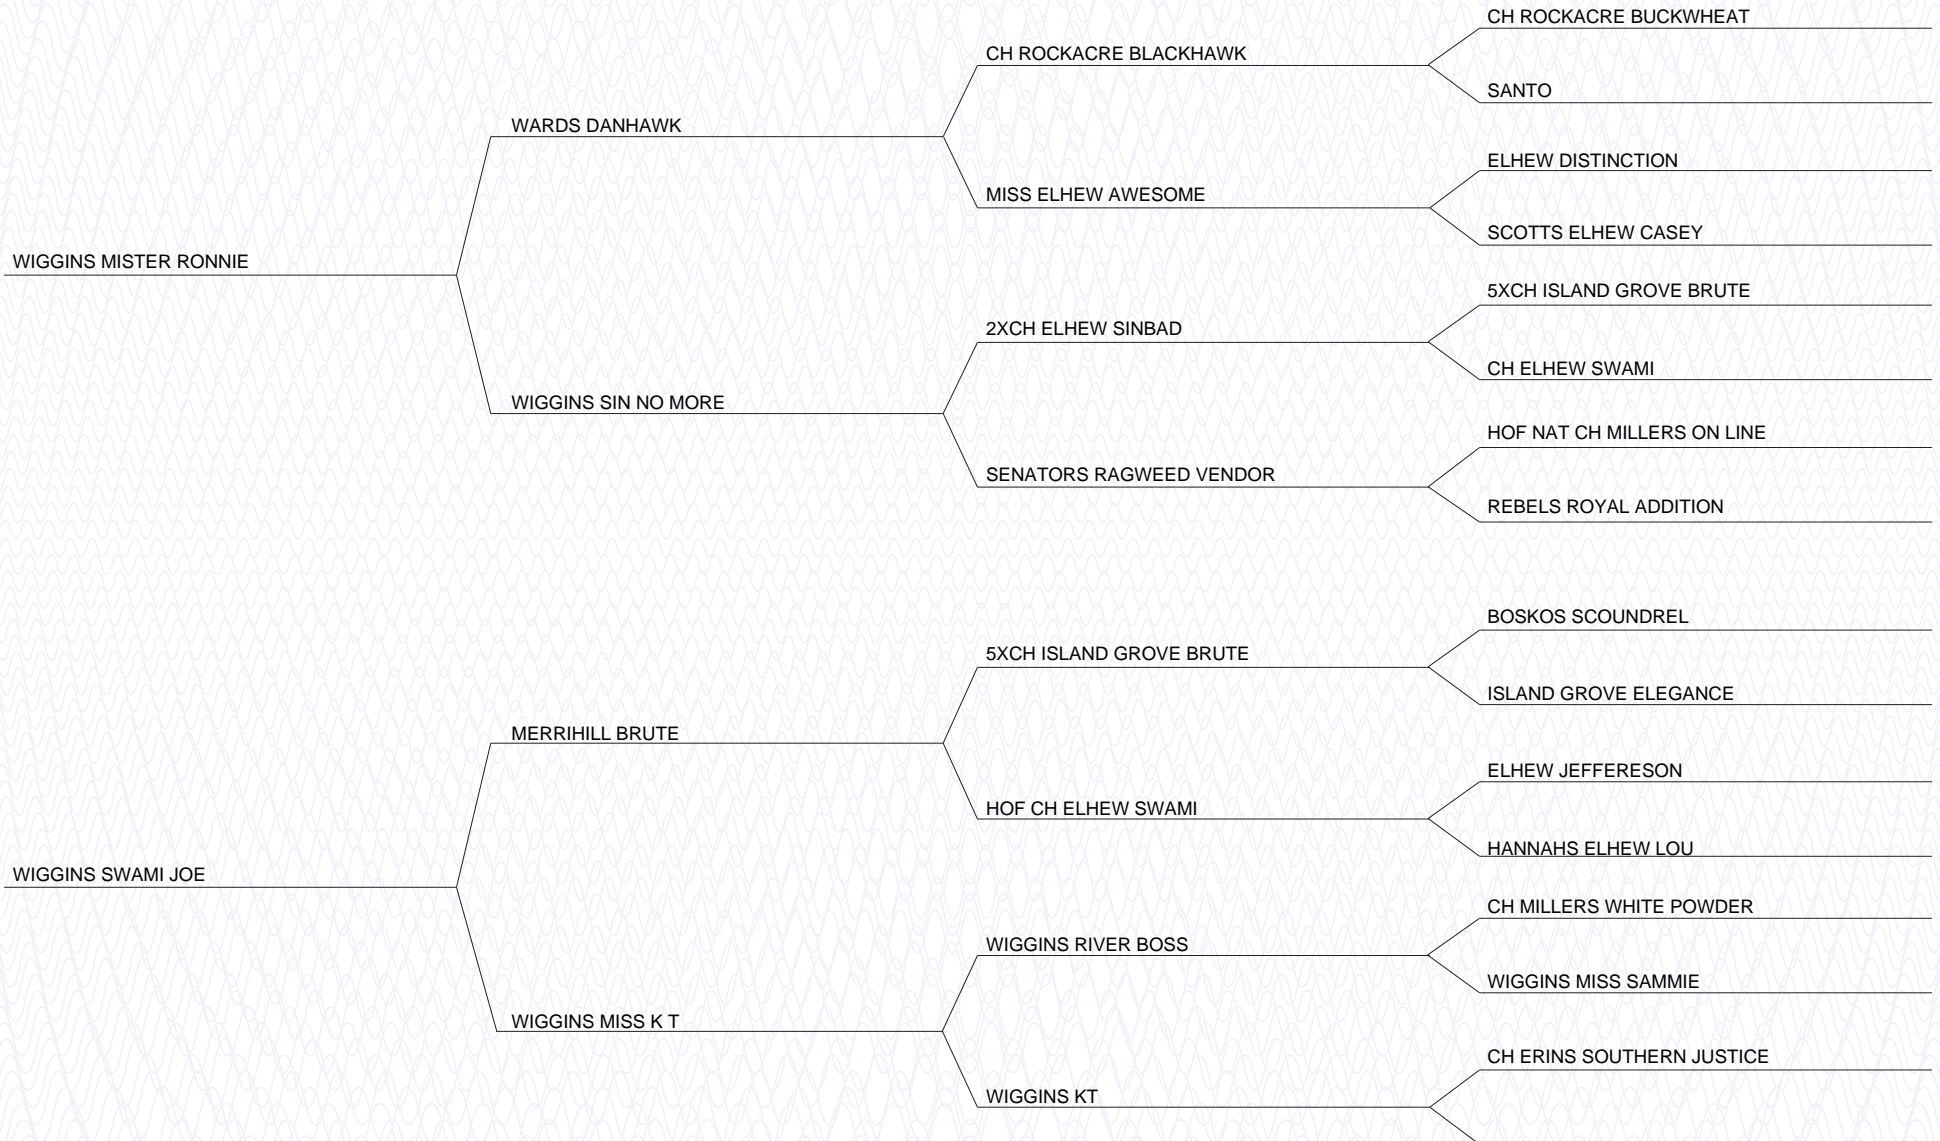 CH ROCKACRE BUCKWHEAT
CH ROCKACRE BLACKHAWK
SANTO
WARDS DANHAWK
ELHEW DISTINCTION
MISS ELHEW AWESOME
SCOTTS ELHEW CASEY
WIGGINS MISTER RONNIE
5XCH ISLAND GROVE BRUTE
2XCH ELHEW SINBAD
CH ELHEW SWAMI
WIGGINS SIN NO MORE
HOF NAT CH MILLERS ON LINE
SENATORS RAGWEED VENDOR
REBELS ROYAL ADDITION
BOSKOS SCOUNDREL
5XCH ISLAND GROVE BRUTE
ISLAND GROVE ELEGANCE
MERRIHILL BRUTE
ELHEW JEFFERESON
HOF CH ELHEW SWAMI
HANNAHS ELHEW LOU
WIGGINS SWAMI JOE
CH MILLERS WHITE POWDER
WIGGINS RIVER BOSS
WIGGINS MISS SAMMIE
WIGGINS MISS K T
CH ERINS SOUTHERN JUSTICE
WIGGINS KT